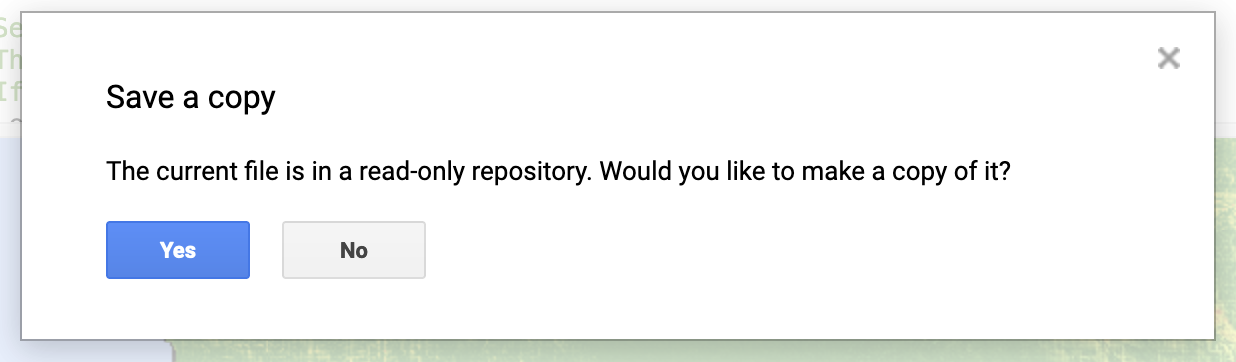 Save a copy
The current file is in a read-only repository. Would you like to make a copy of it?
Yes
No